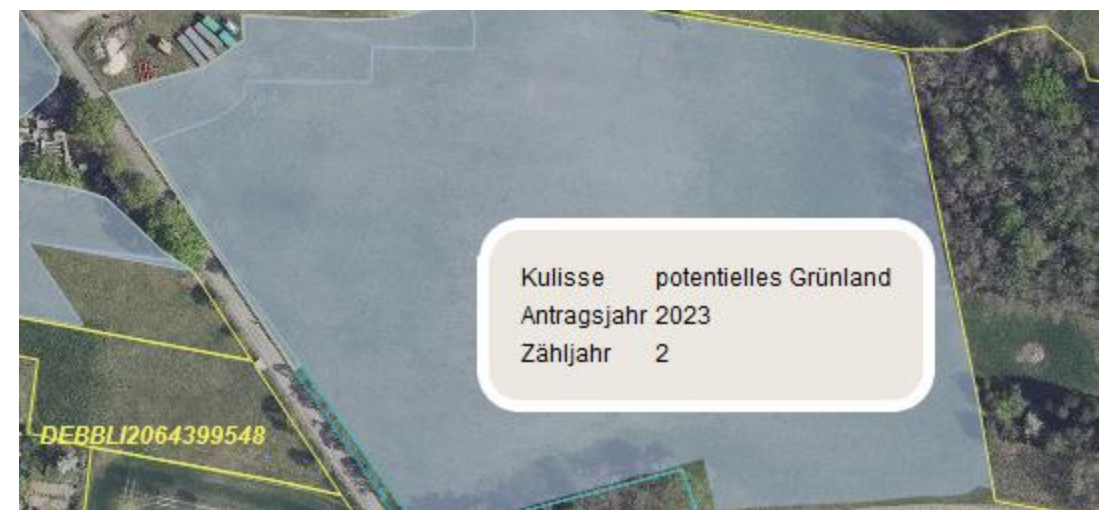 Kulisse potentielles Grünland
Antragsjahr 2023
Zähljahr 2
DEBBLI2064399548